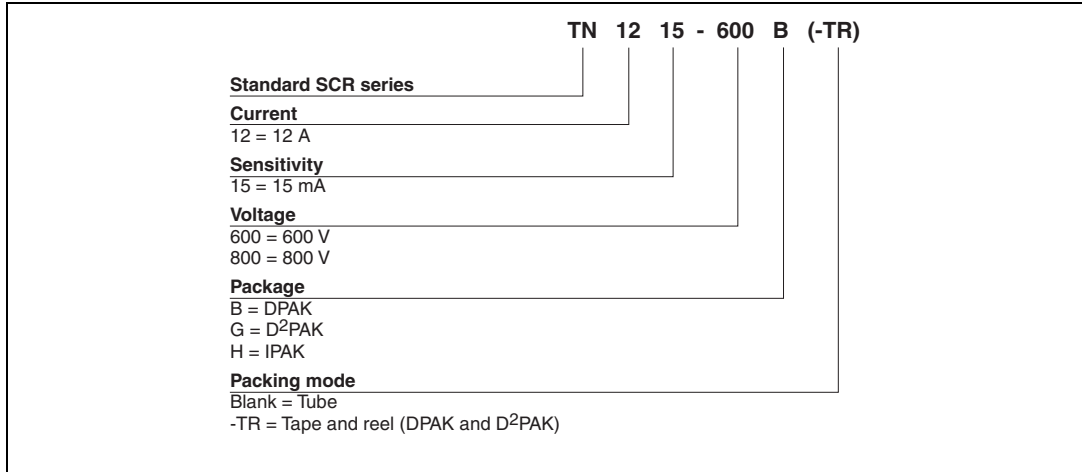 TN 12 15 - 600 B (-TR)
Standard SCR series
Current
12 = 12 A
Sensitivity
15 = 15 mA
Voltage
600 = 600 V
800 = 800 V
Package
B = DPAK
G = D²PAK
H = IPAK
Packing mode
Blank = Tube
-TR = Tape and reel (DPAK and D²PAK)